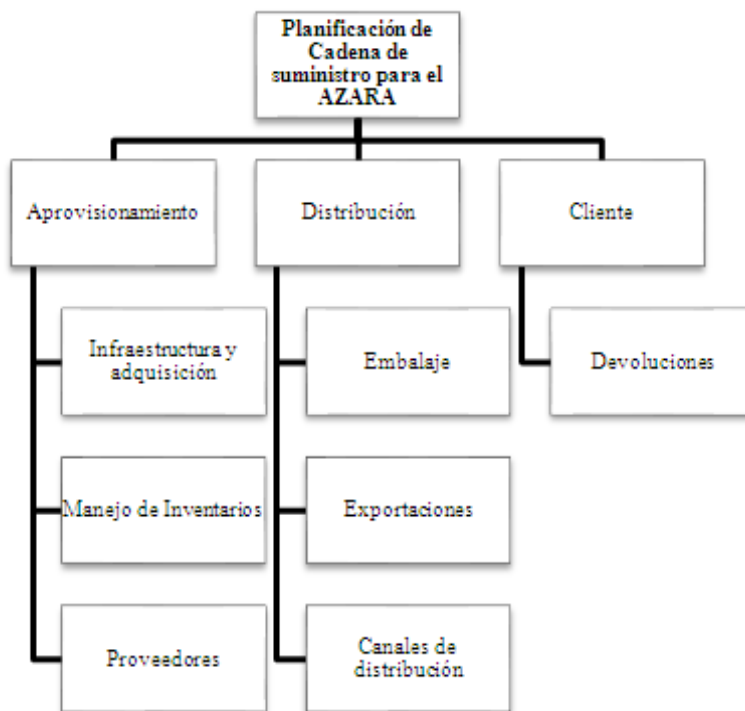 Planificación de
Cadena de
suministro para el
AZARA
Aprovisionamiento
Distribución
Cliente
Infraestructura y
adquisición
Embalaje
Devoluciones
Manejo de Inventarios
Exportaciones
Proveedores
Canales de
distribución